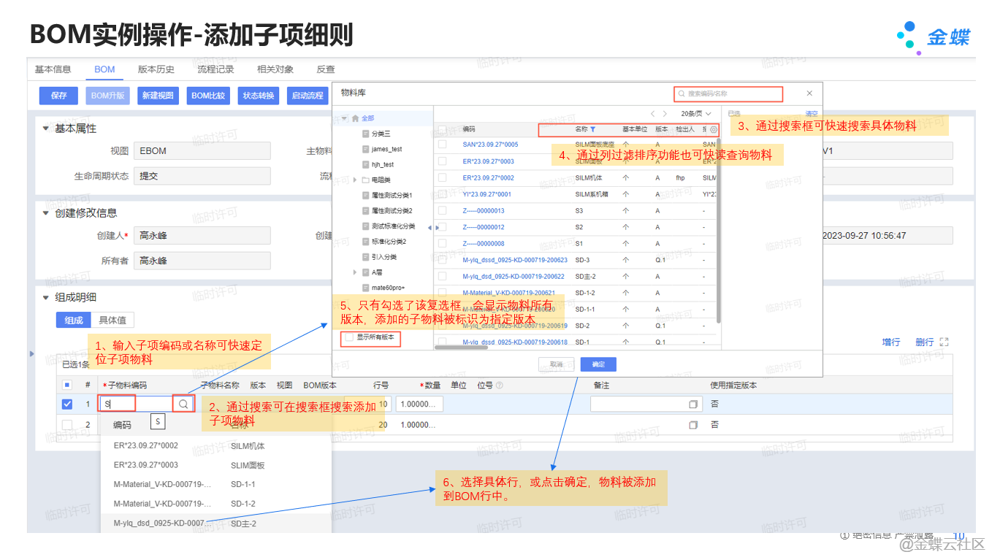 BOM实例操作-添加子项细则
金蝶
基本信息 BOM 版本历史 流程记录 相关对象 反查
保存 BOM升版 新建视图 BOM比较 状态转换 启动流程
基本属性
视图 EBOM 主物料 V1
生命周期状态 提交
创建修改信息
创建人* 高永峰 创建 2023-09-27 10:56:47
所有者 高永峰
组成明细
组成 具体值
增行 删行
已选1条
# *子物料编码 子物料名称 版本 视图 BOM版本 行号 *数量 单位 位号 备注 使用指定版本
1 S 10 1.00000... 否
2 20 1.00000... 否
编码 S 名称
ER*23.09.27*0002 SILM机体
ER*23.09.27*0003 SLIM面板
M-Material_V-KD-000719-... SD-1-1
M-Material_V-KD-000719-... SD-1-2
M-ylq_dsd_0925-KD-0007... SD主-2
物料库
搜索编码/名称
20条/页 已选 清空
全部
分类三
james_test
hjh_test
电阻类
属性测试分类1
属性测试分类2
测试标准化分类
标准化分类2
引入分类
A层
mate60pro+
显示所有版本
编码 名称 基本单位 版本 检出人
SAN*23.09.27*0005 SILM面板底座 个 A SAN
ER*23.09.27*0003 SLIM面板 个 A ER*2
ER*23.09.27*0002 SILM机体 个 A fhp SILM
YI*23.09.27*0001 SILM泵机箱 个 A YI*23
Z-----00000013 S3 个 A -
Z-----00000012 S2 个 A -
Z-----00000008 S1 个 A -
M-ylq_dssd_0925-KD-000719-200623 SD-3 个 Q.1 -
M-ylq_dsd_0925-KD-000719-200622 SD主-2 个 A -
M-Material_V-KD-000719-200621 SD-1-2 个 A -
M-Material_V-KD-000719-200620 SD-1-1 个 A -
M-ylq_dssd_0925-KD-000719-200619 SD-2 个 Q.1 -
M-ylq_dssd_0925-KD-000719-200618 SD-1 个 Q.1 -
取消 确定
1、输入子项编码或名称可快速定
位子项物料
2、通过搜索可在搜索框搜索添加
子项物料
3、通过搜索框可快速搜索具体物料
4、通过列过滤排序功能也可快读查询物料
5、只有勾选了该复选框，会显示物料所有
版本，添加的子物料被标识为指定版本
6、选择具体行，或点击确定，物料被添加
到BOM行中。
临时许可
① 绝密信息 严禁泄露 10
@金蝶云社区